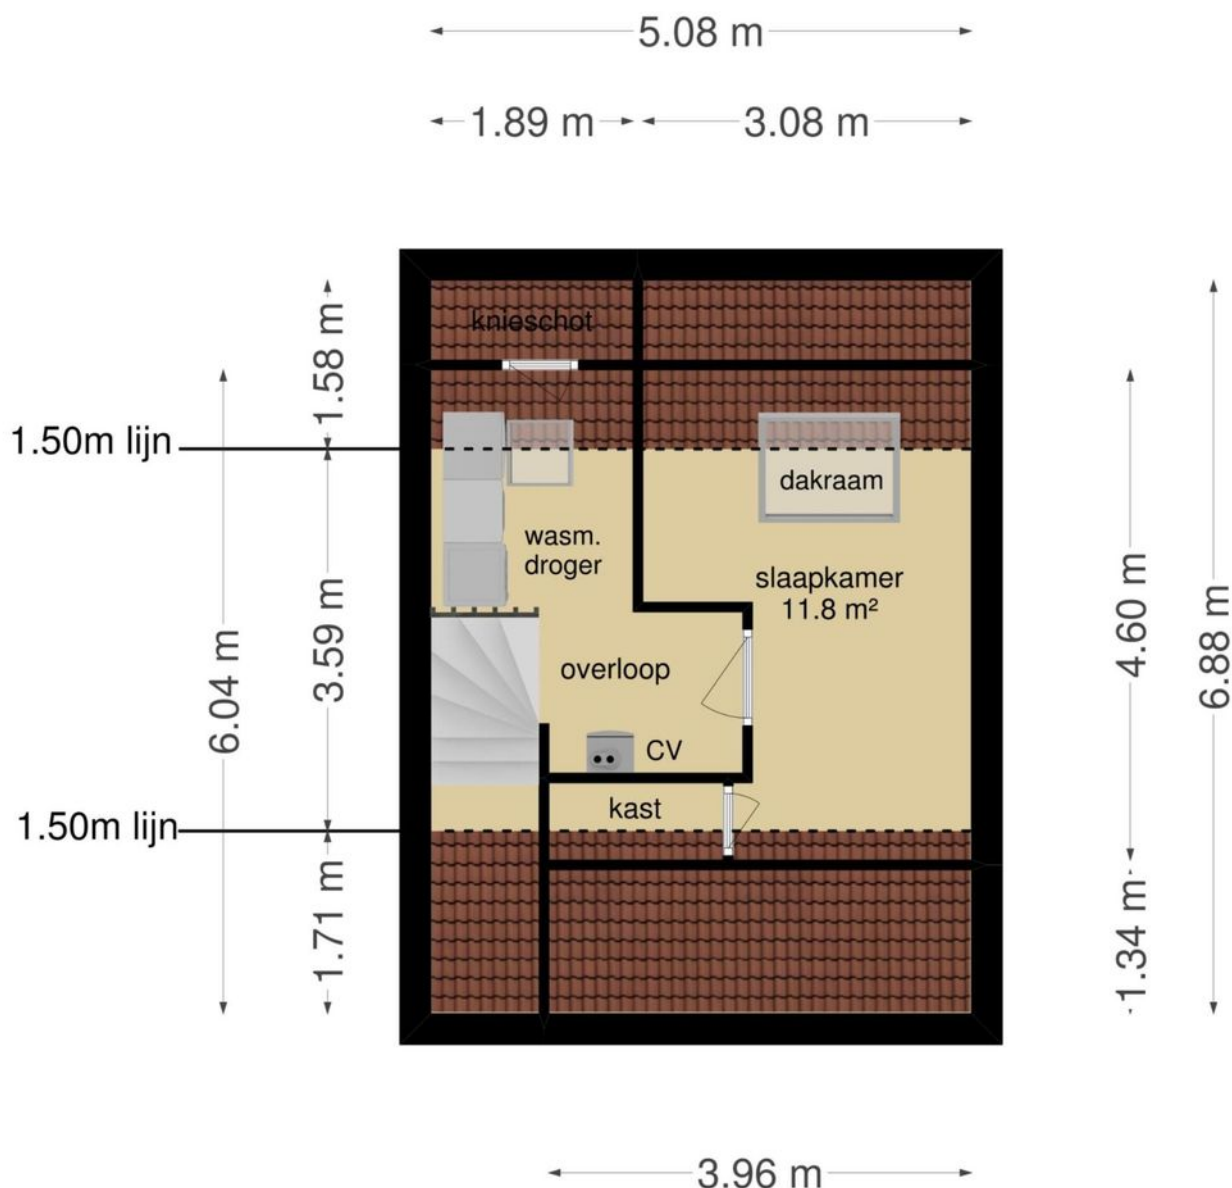 5.08 m
1.89 m
3.08 m
knieschot
1.58 m
1.50m lijn
dakraam
wasm.
droger
slaapkamer
11.8 m²
4.60 m
6.88 m
3.59 m
6.04 m
overloop
CV
kast
1.50m lijn
1.71 m
1.34 m
3.96 m